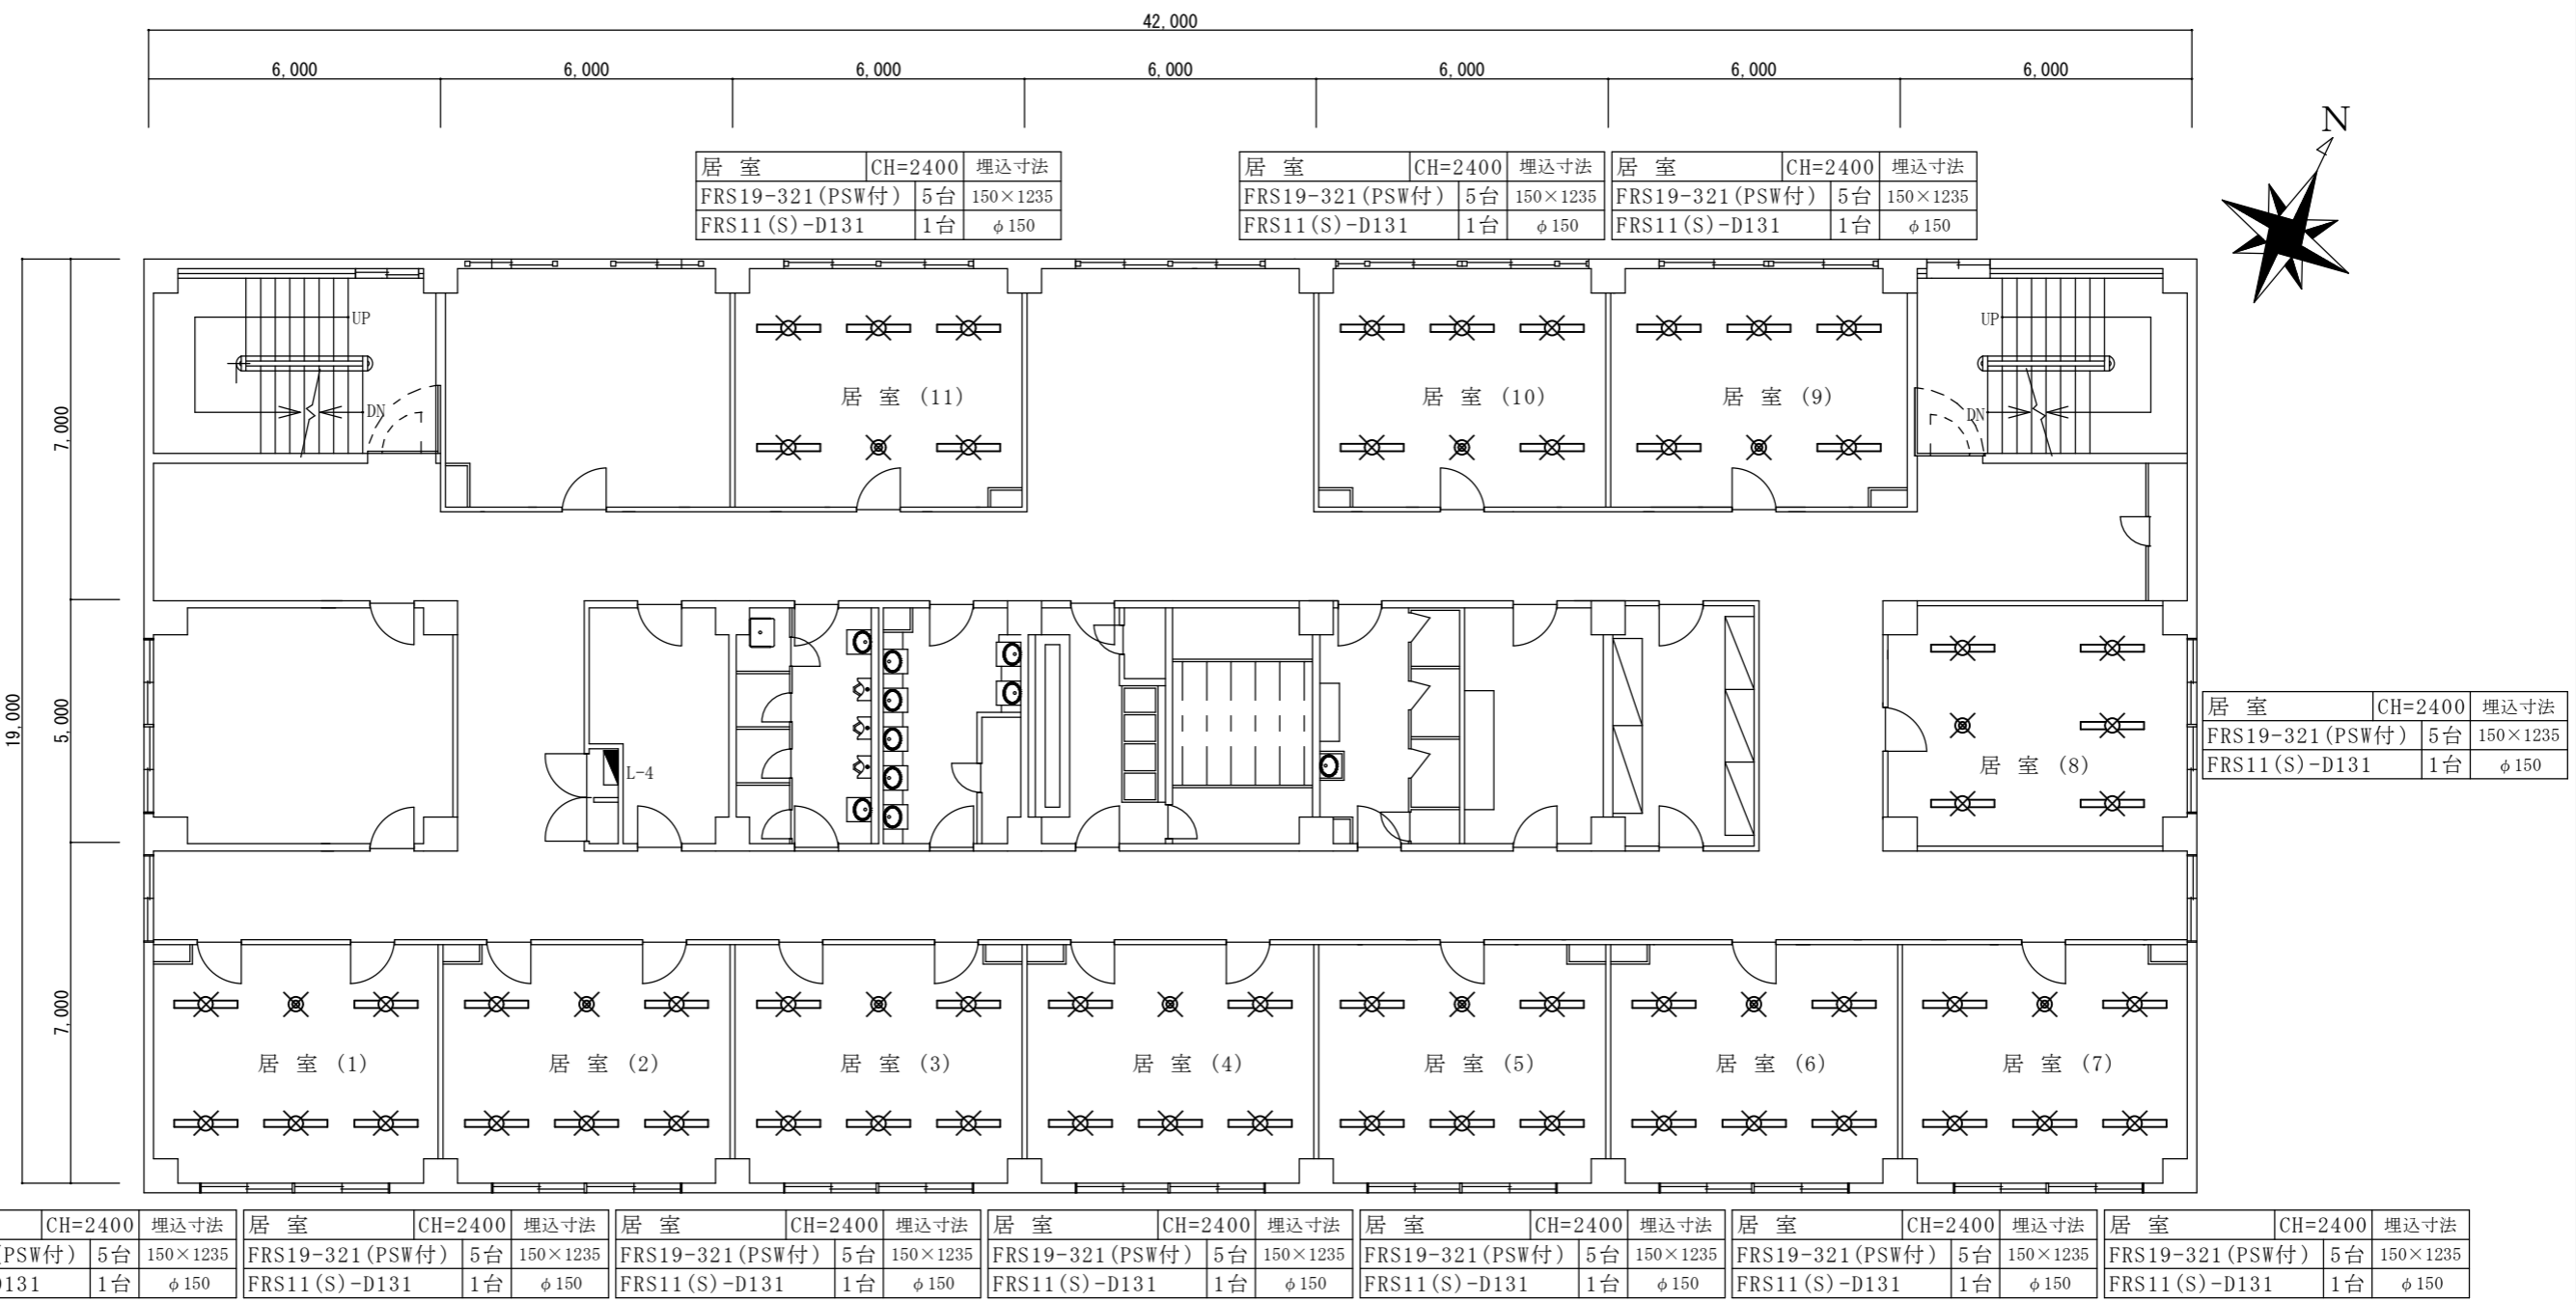 42,000
6,000 6,000 6,000 6,000 6,000 6,000 6,000
N
居 室 CH=2400 埋込寸法
FRS19-321(PSW付) 5台 150×1235
FRS11(S)-D131 1台 φ150
居 室 CH=2400 埋込寸法
FRS19-321(PSW付) 5台 150×1235
FRS11(S)-D131 1台 φ150
居 室 CH=2400 埋込寸法
FRS19-321(PSW付) 5台 150×1235
FRS11(S)-D131 1台 φ150
UP
UP
居 室 (11)
居 室 (10)
居 室 (9)
DN
DN
7,000
19,000
5,000
7,000
L-4
居 室 (8)
居 室 CH=2400 埋込寸法
FRS19-321(PSW付) 5台 150×1235
FRS11(S)-D131 1台 φ150
居 室 (1)
居 室 (2)
居 室 (3)
居 室 (4)
居 室 (5)
居 室 (6)
居 室 (7)
CH=2400 埋込寸法
PSW付) 5台 150×1235
131 1台 φ150
居 室 CH=2400 埋込寸法
FRS19-321(PSW付) 5台 150×1235
FRS11(S)-D131 1台 φ150
居 室 CH=2400 埋込寸法
FRS19-321(PSW付) 5台 150×1235
FRS11(S)-D131 1台 φ150
居 室 CH=2400 埋込寸法
FRS19-321(PSW付) 5台 150×1235
FRS11(S)-D131 1台 φ150
居 室 CH=2400 埋込寸法
FRS19-321(PSW付) 5台 150×1235
FRS11(S)-D131 1台 φ150
居 室 CH=2400 埋込寸法
FRS19-321(PSW付) 5台 150×1235
FRS11(S)-D131 1台 φ150
居 室 CH=2400 埋込寸法
FRS19-321(PSW付) 5台 150×1235
FRS11(S)-D131 1台 φ150